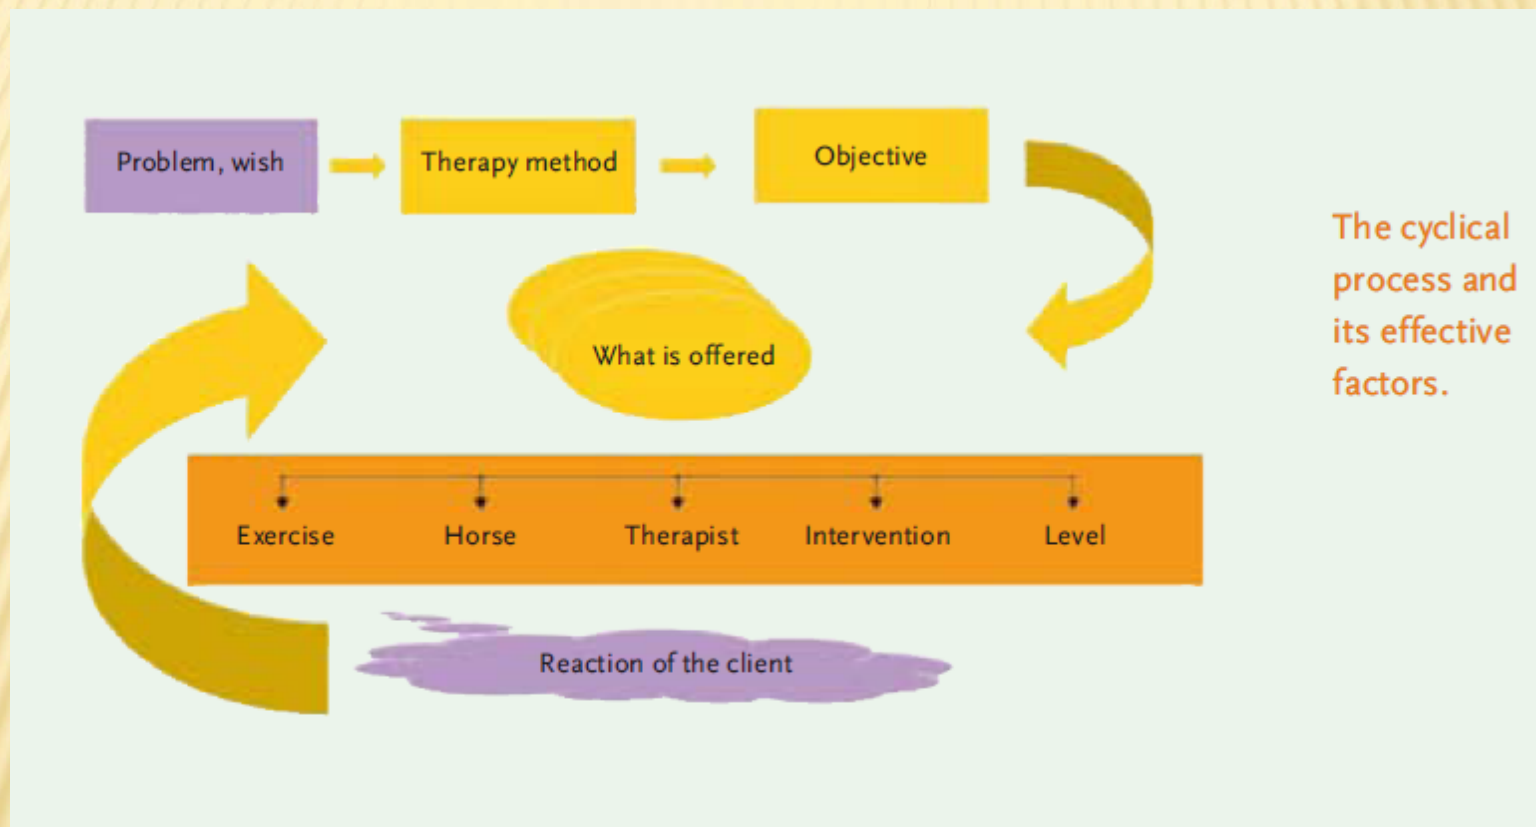 Problem, wish
Therapy method
Objective
The cyclical
process and
its effective
factors.
What is offered
Exercise
Horse
Therapist
Intervention
Level
Reaction of the client